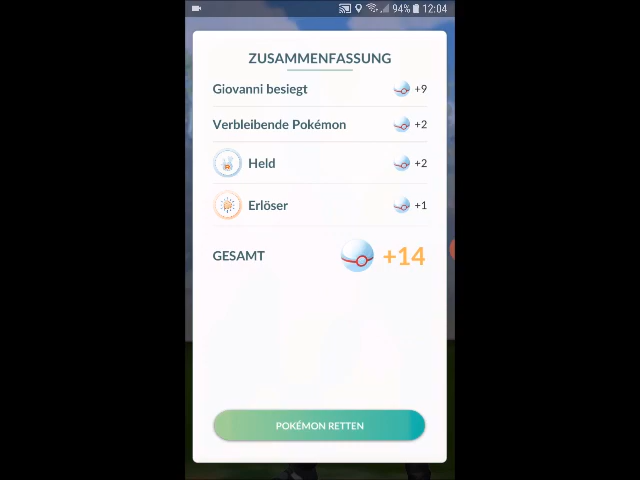 94% 12:04
ZUSAMMENFASSUNG
Giovanni besiegt +9
Verbleibende Pokémon +2
Held +2
Erlöser +1
GESAMT +14
POKÉMON RETTEN